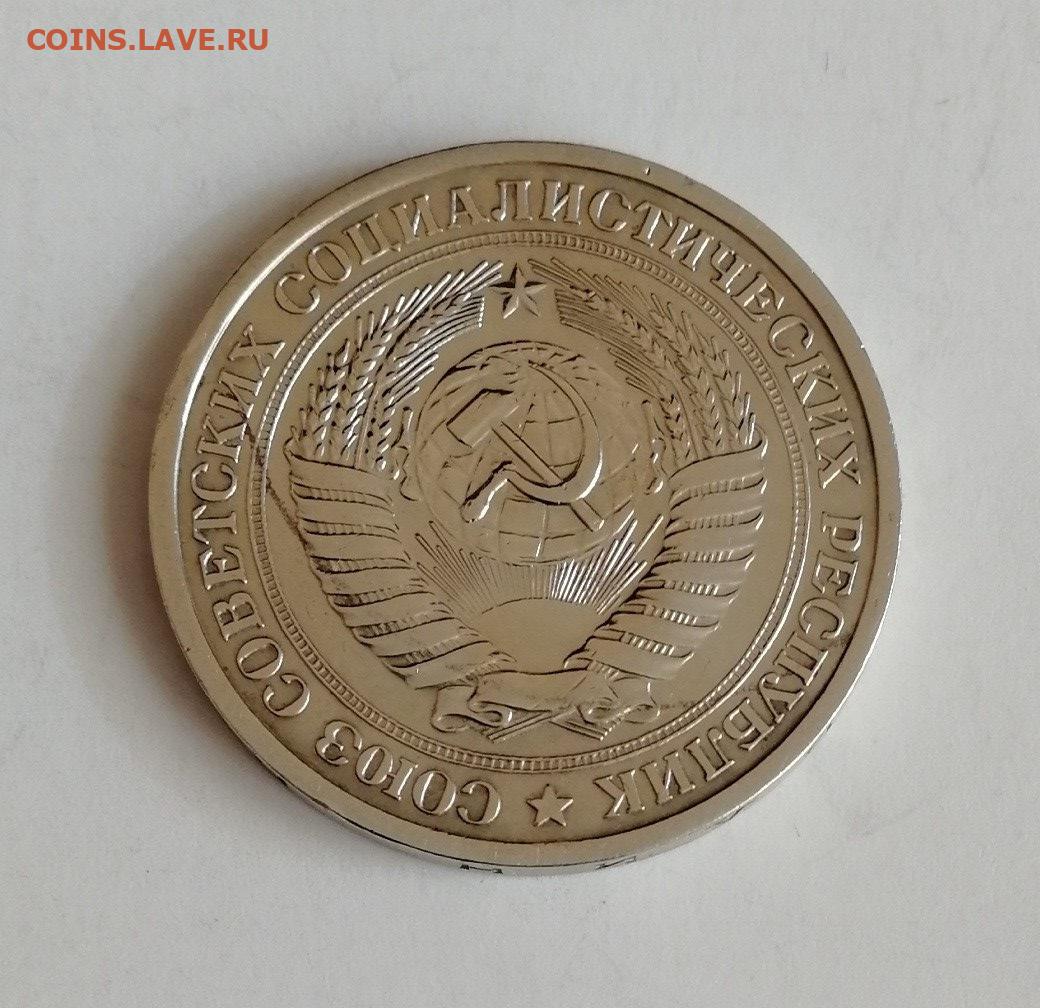 COINS.LAVE.RU
СОЮЗ СОВЕТСКИХ СОЦИАЛИСТИЧЕСКИХ РЕСПУБЛИК